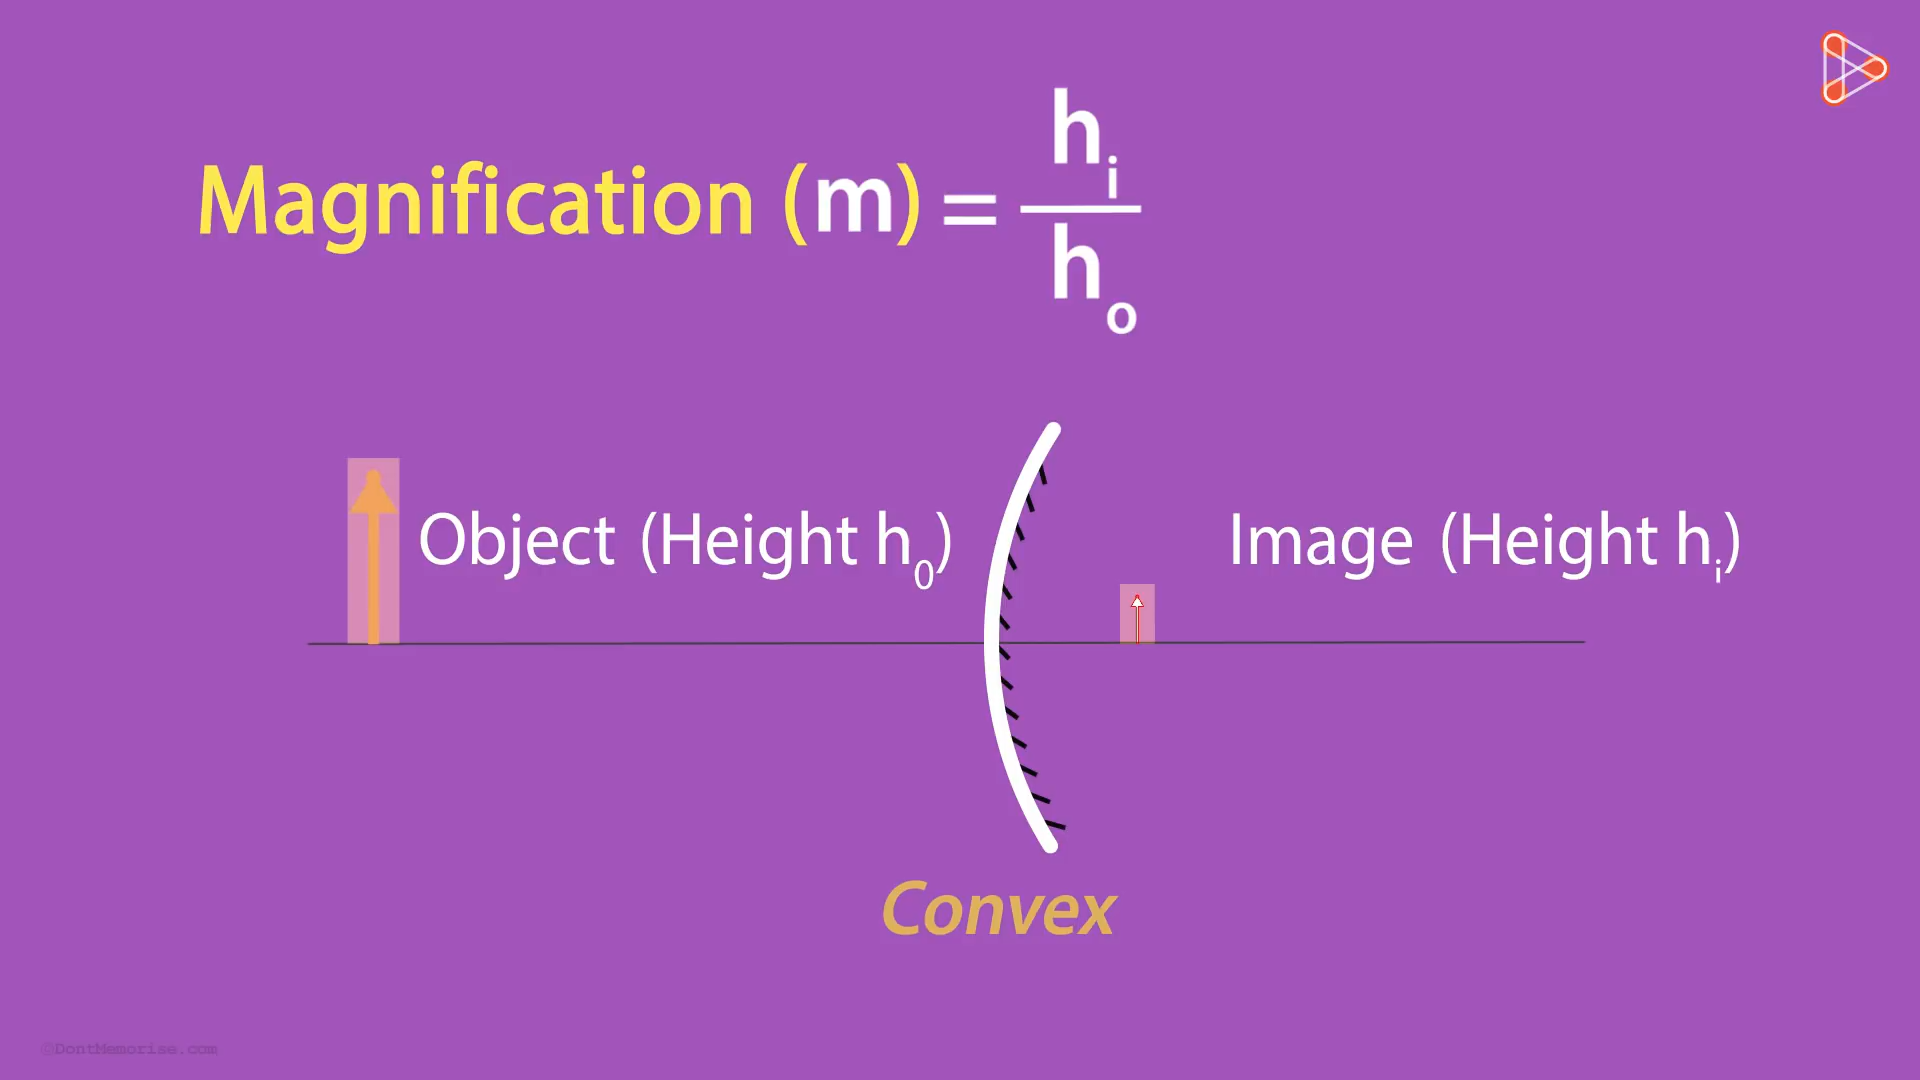 Magnification (m) = hi / ho
Object (Height h0)
Image (Height hi)
Convex
©DontMemorise.com